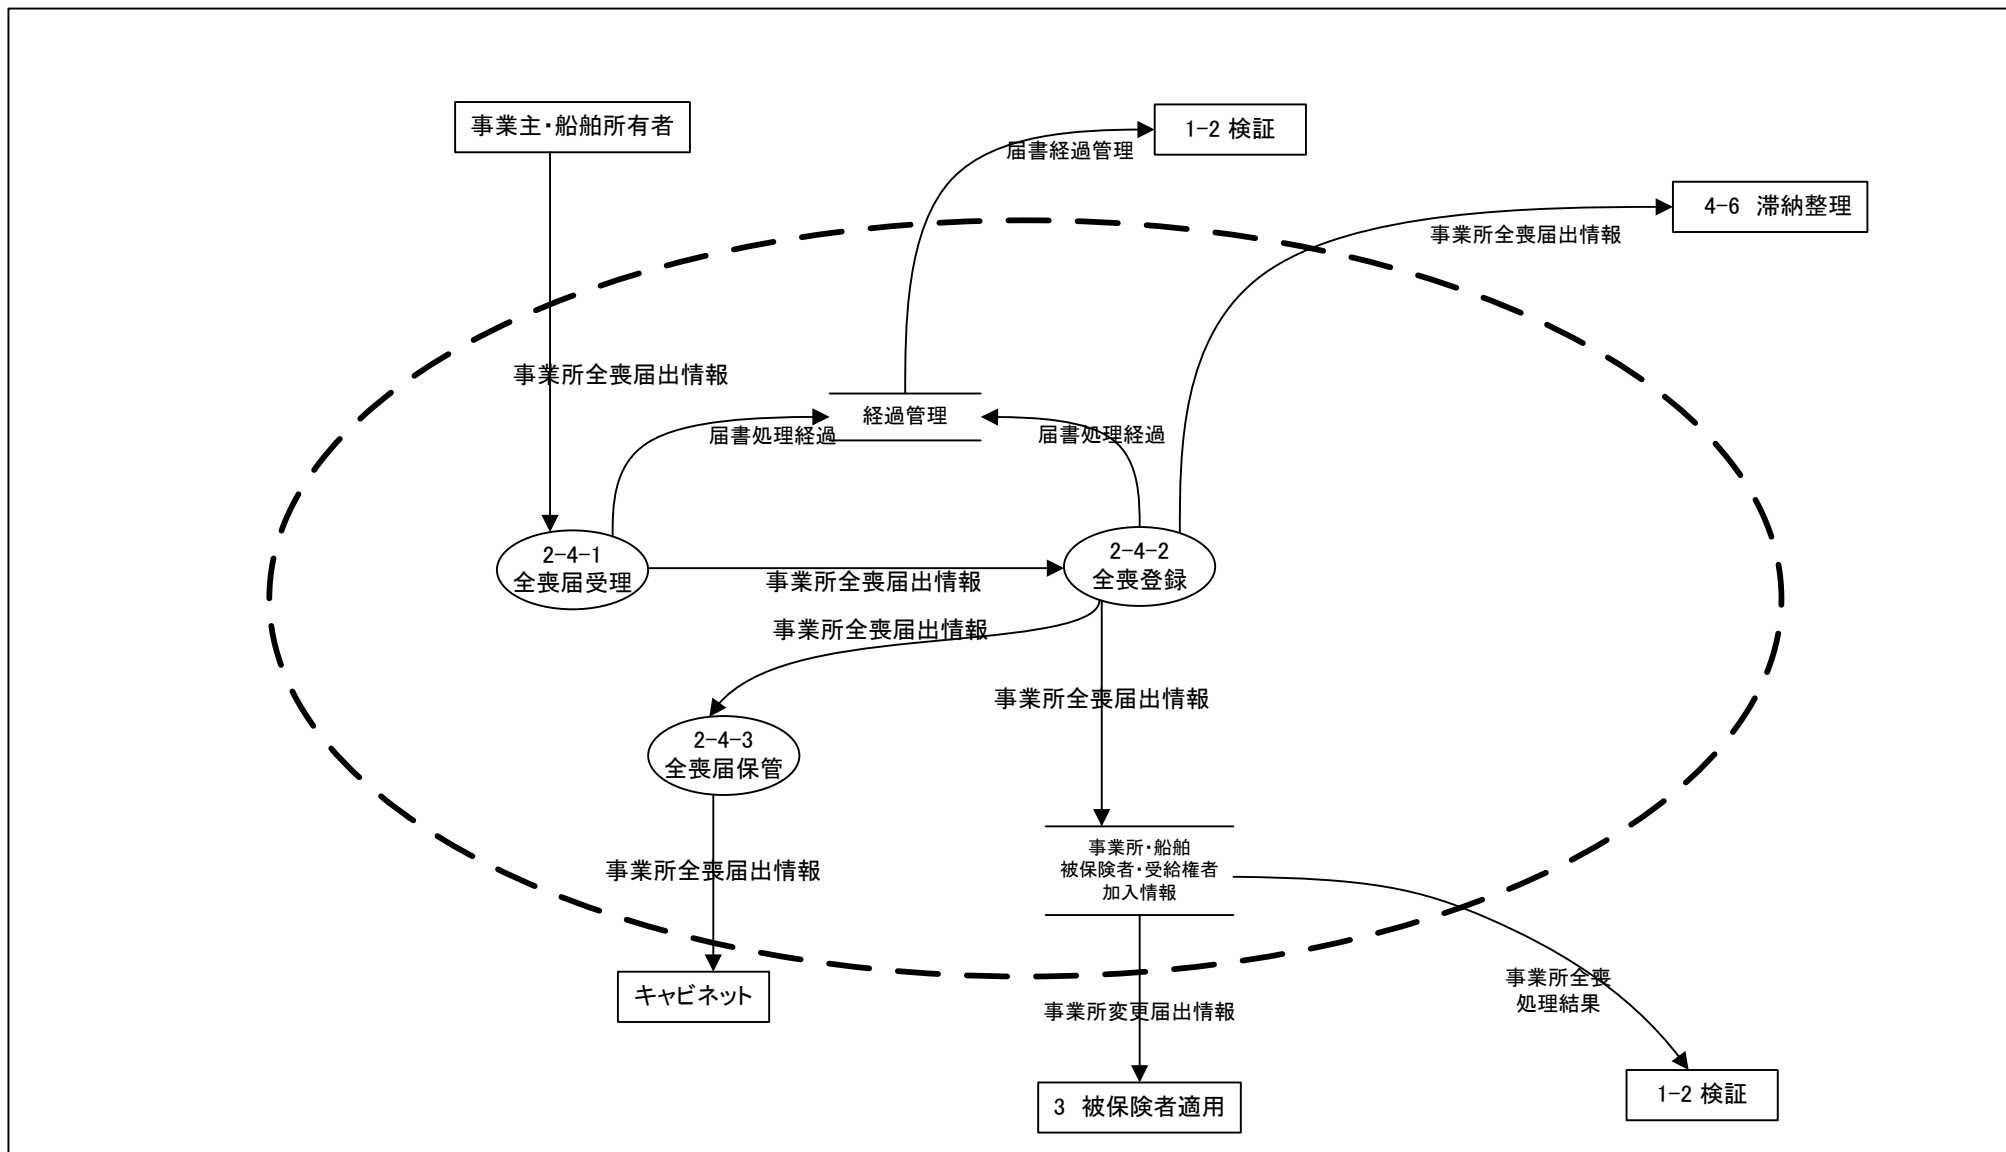 事業主・船舶所有者
1-2 検証
届書経過管理
4-6 滞納整理
事業所全喪届出情報
事業所全喪届出情報
経過管理
届書処理経過
届書処理経過
2-4-1
全喪届受理
2-4-2
全喪登録
事業所全喪届出情報
事業所全喪届出情報
事業所全喪届出情報
2-4-3
全喪届保管
事業所・船舶
被保険者・受給権者
加入情報
事業所全喪届出情報
キャビネット
事業所変更届出情報
事業所全喪
処理結果
3 被保険者適用
1-2 検証